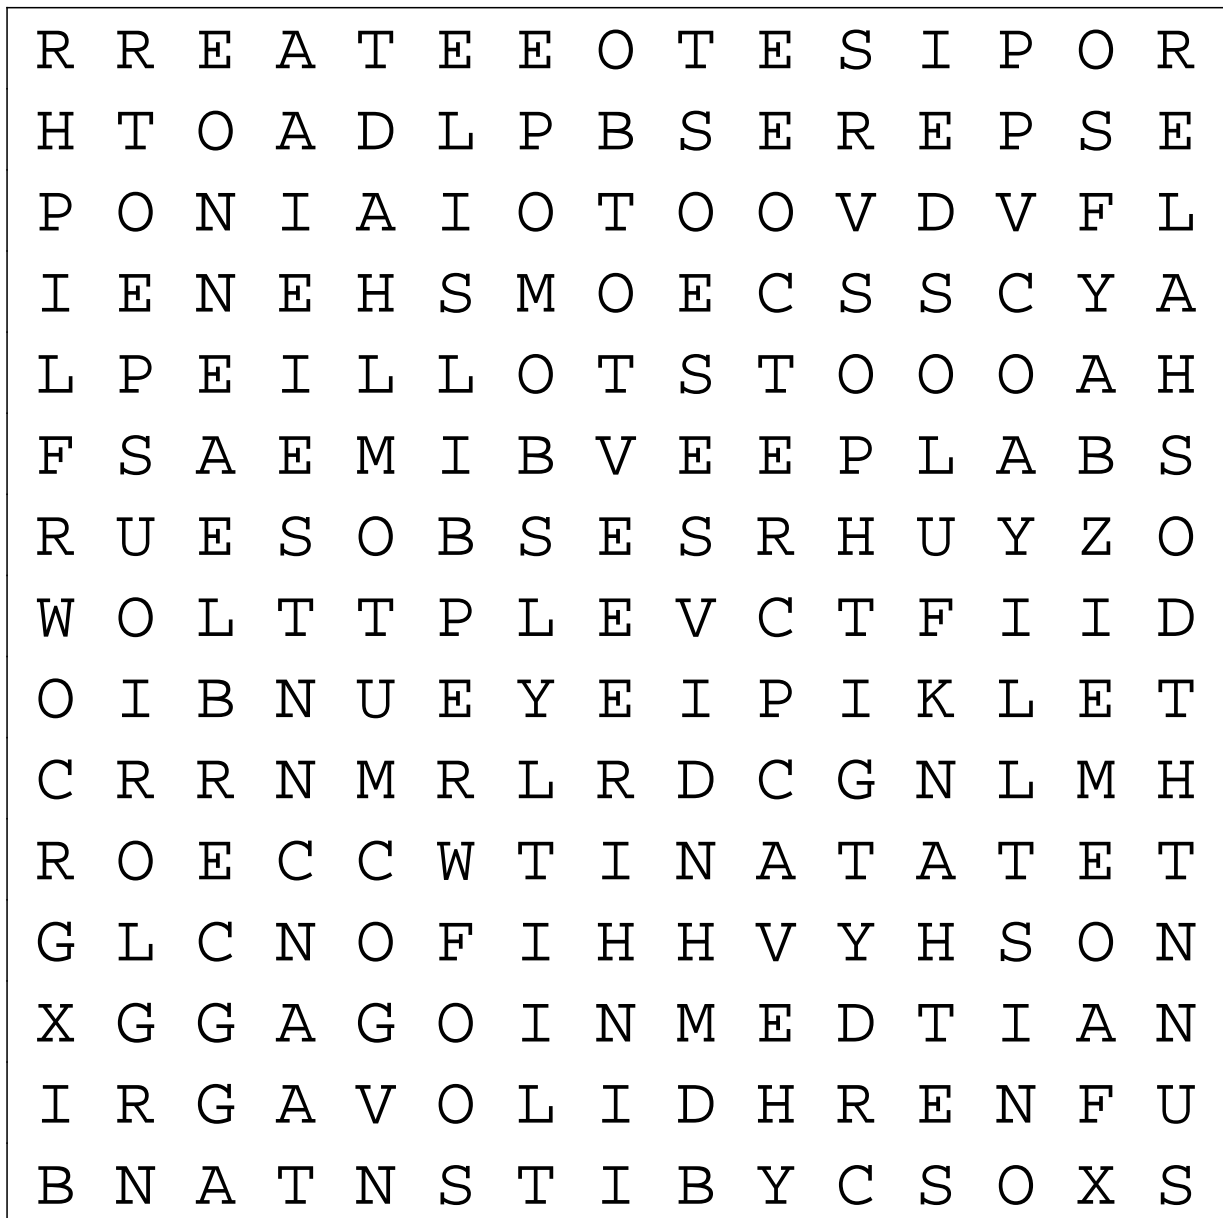 R R E A T E E O T E S I P O R
H T O A D L P B S E R E P S E
P O N I A I O T O O V D V F L
I E N E H S M O E C S S C Y A
L P E I L L O T S T O O O A H
F S A E M I B V E E P L A B S
R U E S O B S E S R H U Y Z O
W O L T T P L E V C T F I I D
O I B N U E Y E I P I K L E T
C R R N M R L R D C G N L M H
R O E C C W T I N A T A T E T
G L C N O F I H H V Y H S O N
X G G A G O I N M E D T I A N
I R G A V O L I D H R E N F U
B N A T N S T I B Y C S O X S